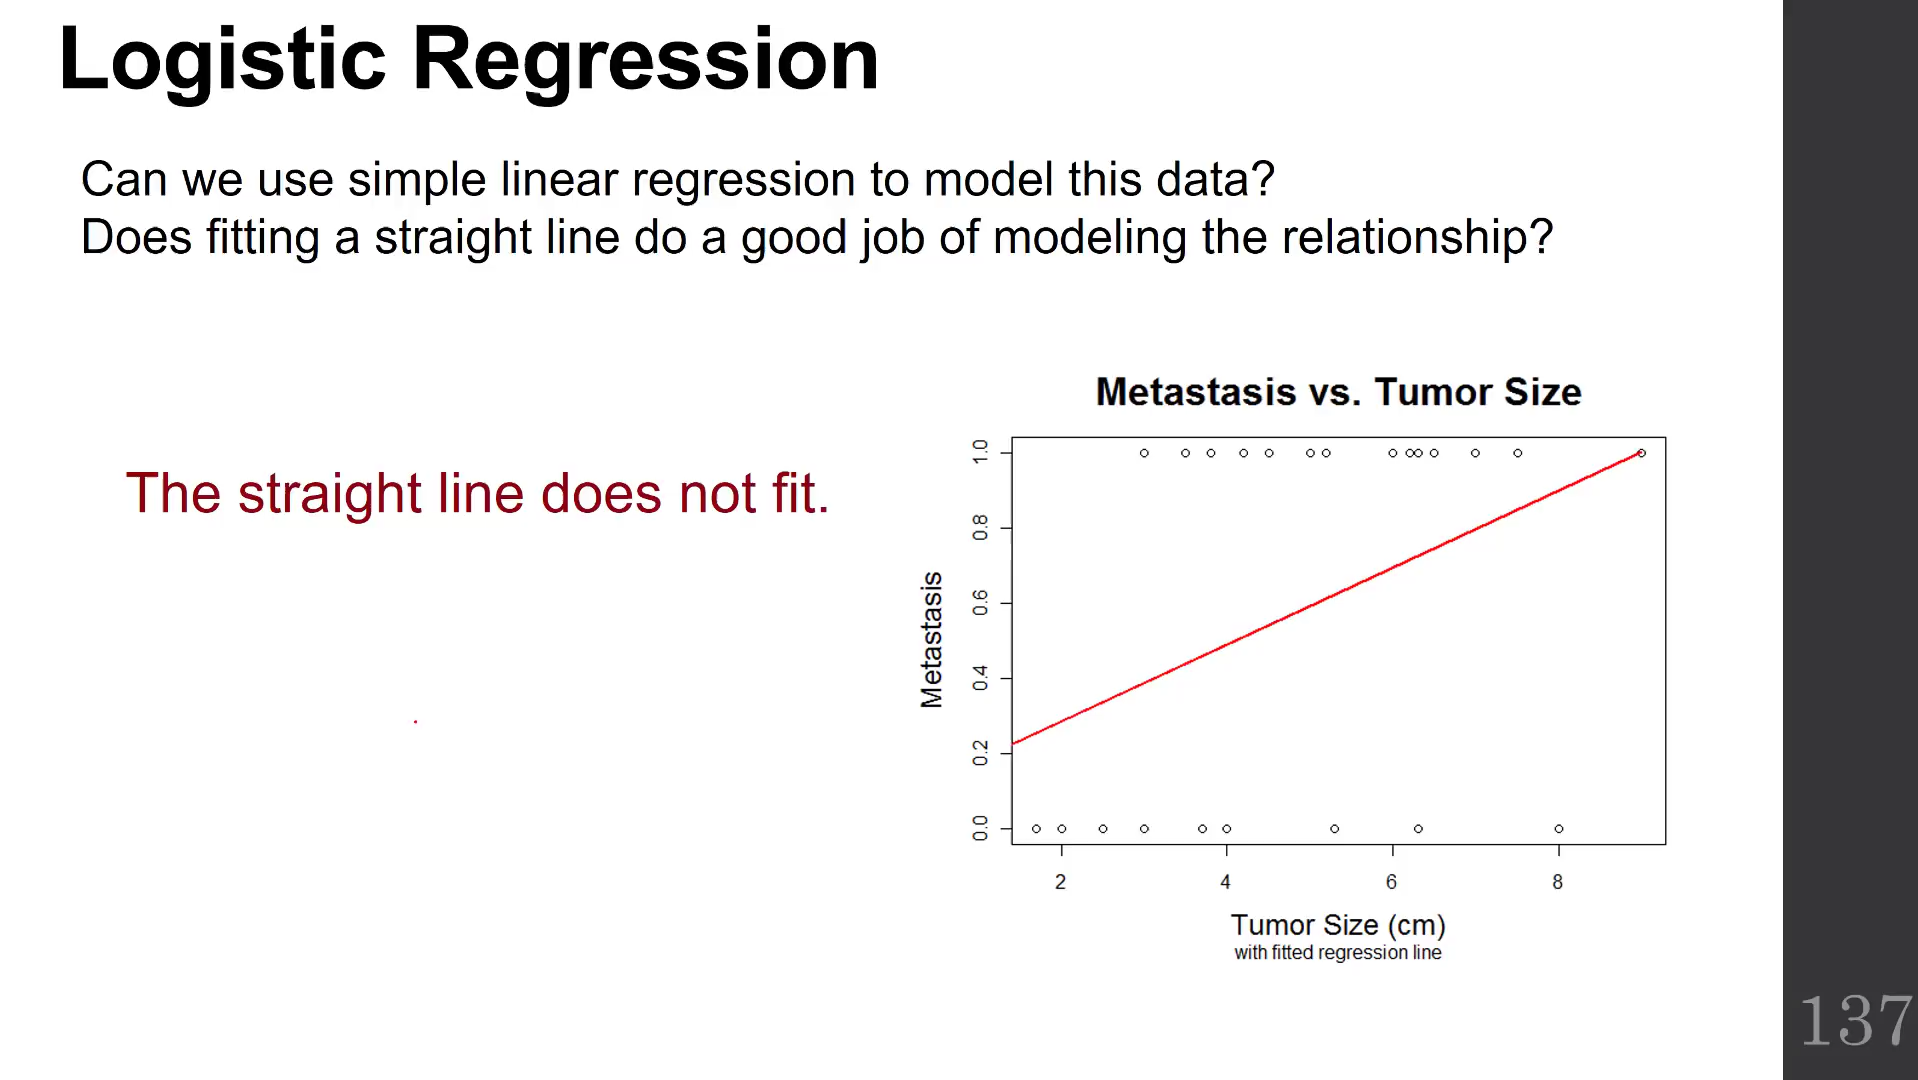 Logistic Regression
Can we use simple linear regression to model this data?
Does fitting a straight line do a good job of modeling the relationship?
The straight line does not fit.
Metastasis vs. Tumor Size
Metastasis
1.0
0.8
0.6
0.4
0.2
0.0
2 4 6 8
Tumor Size (cm)
with fitted regression line
137